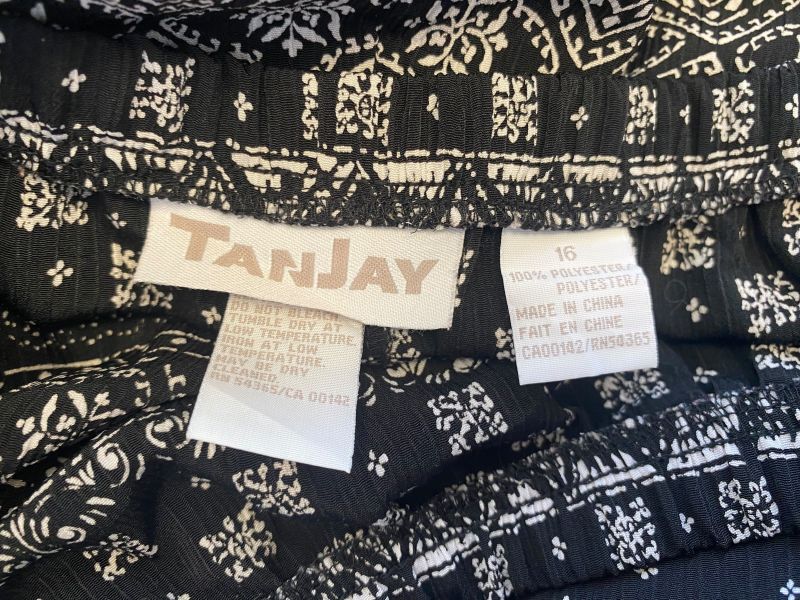 TANJAY
DO NOT BLEACH
TUMBLE DRY AT
LOW TEMPERATURE.
IRON AT LOW
TEMPERATURE.
MAY BE DRY
CLEANED.
RN 54365/CA 00142
16
100% POLYESTER/
POLYESTER/
MADE IN CHINA
FAIT EN CHINE
CA00142/RN54365